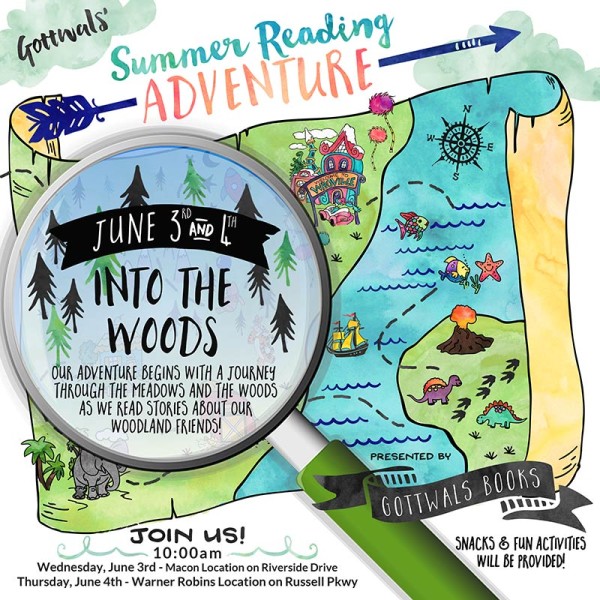 Gottwals'
Summer Reading
ADVENTURE
N
W E
S
JUNE 3RD AND 4TH
INTO THE
WOODS
OUR ADVENTURE BEGINS WITH A JOURNEY
THROUGH THE MEADOWS AND THE WOODS
AS WE READ STORIES ABOUT OUR
WOODLAND FRIENDS!
PRESENTED BY
GOTTWALS BOOKS
SNACKS & FUN ACTIVITIES
WILL BE PROVIDED!
JOIN US!
10:00am
Wednesday, June 3rd - Macon Location on Riverside Drive
Thursday, June 4th - Warner Robins Location on Russell Pkwy